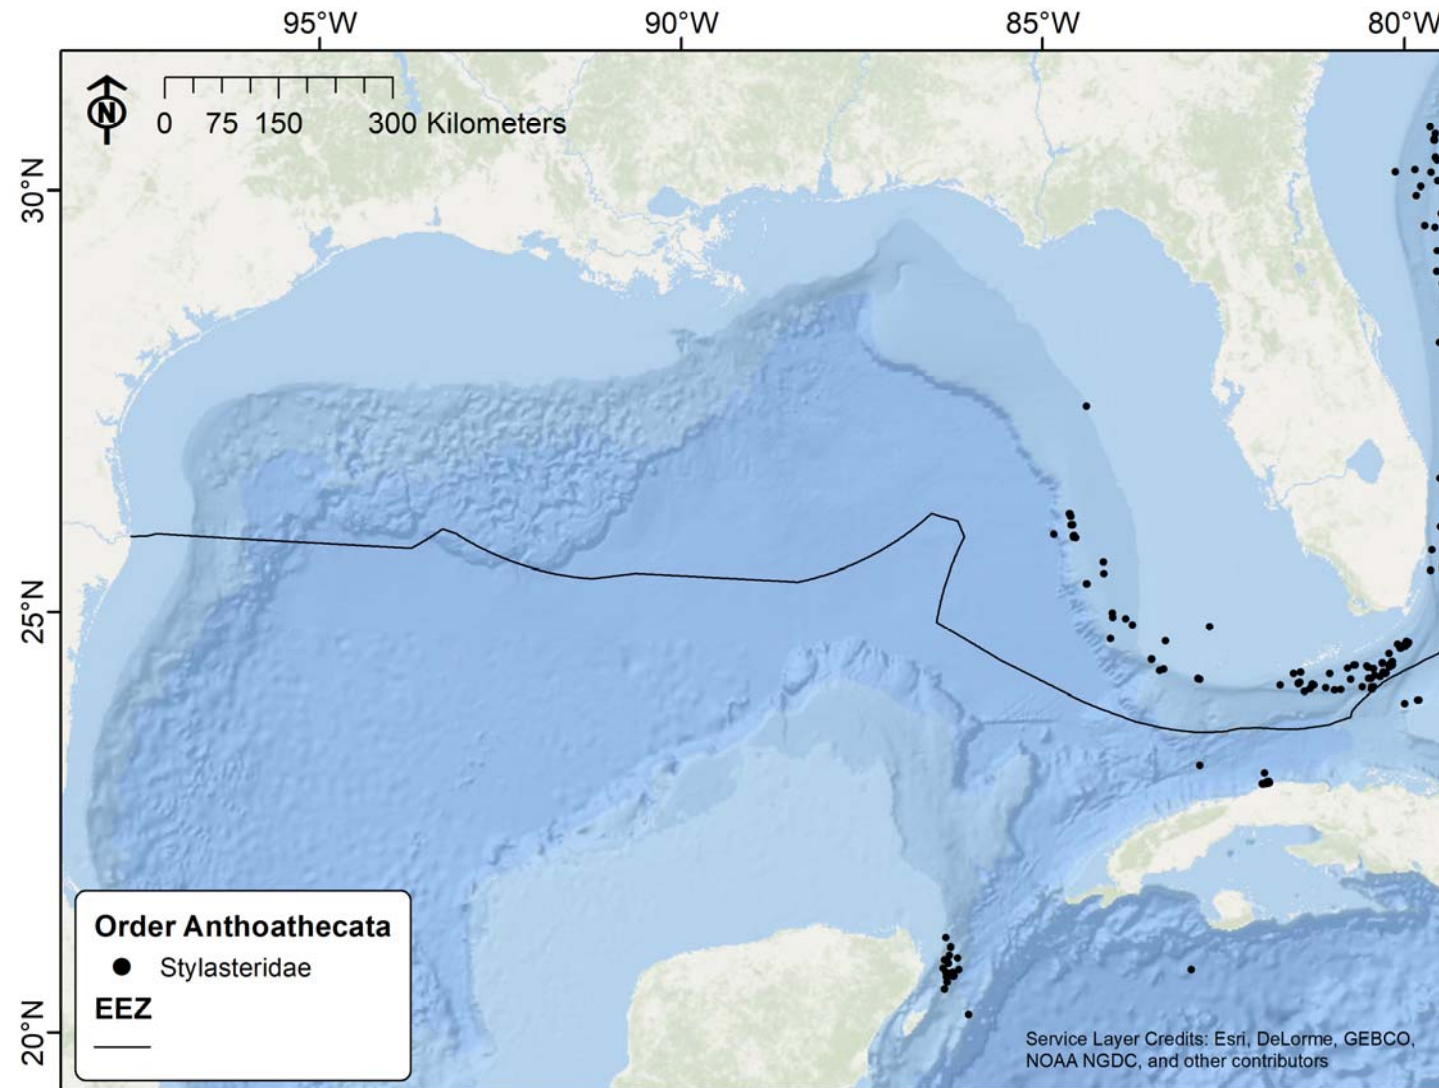 95°W 90°W 85°W 80°W
N
0 75 150 300 Kilometers
30°N
25°N
20°N
Order Anthoathecata
Stylasteridae
EEZ
Service Layer Credits: Esri, DeLorme, GEBCO,
NOAA NGDC, and other contributors